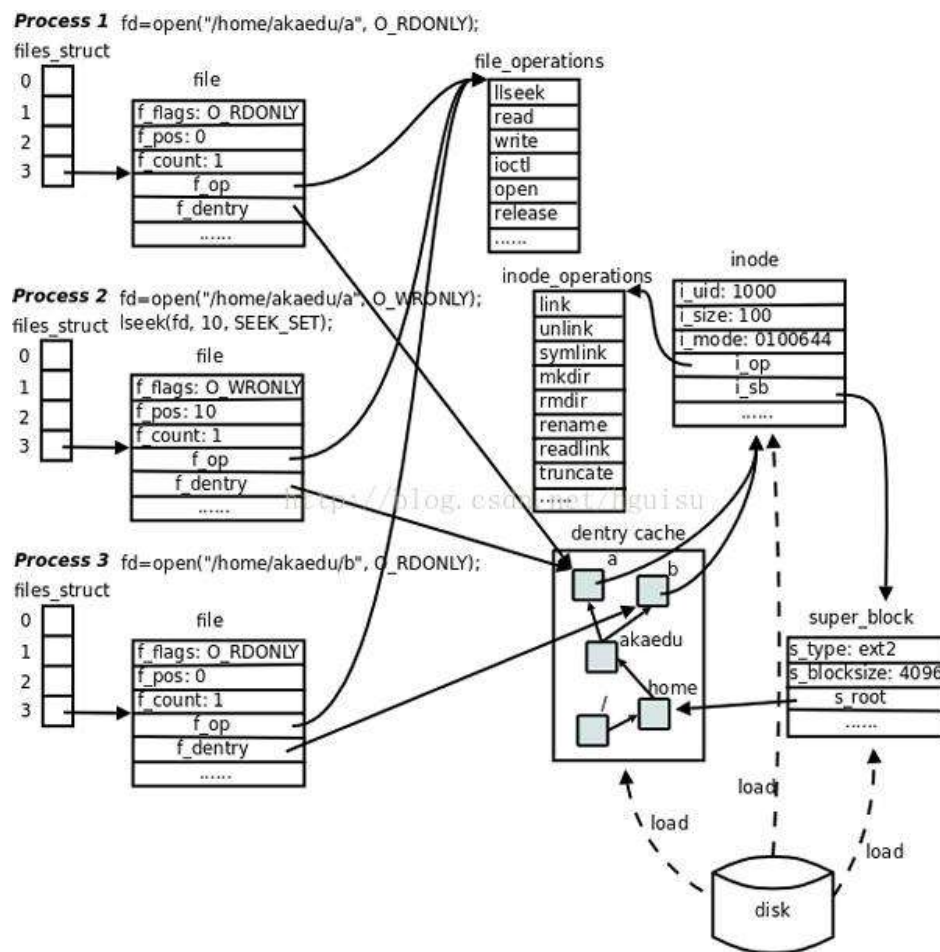 Process 1 fd=open("/home/akaedu/a", O_RDONLY);
files_struct
0
1
2
3
file
f_flags: O_RDONLY
f_pos: 0
f_count: 1
f_op
f_dentry
......
file_operations
llseek
read
write
ioctl
open
release
......
Process 2 fd=open("/home/akaedu/a", O_WRONLY);
lseek(fd, 10, SEEK_SET);
files_struct
0
1
2
3
file
f_flags: O_WRONLY
f_pos: 10
f_count: 1
f_op
f_dentry
......
inode_operations
link
unlink
symlink
mkdir
rmdir
rename
readlink
truncate
......
inode
i_uid: 1000
i_size: 100
i_mode: 0100644
i_op
i_sb
......
http://blog.csdn.net/hguisu
Process 3 fd=open("/home/akaedu/b", O_RDONLY);
files_struct
0
1
2
3
file
f_flags: O_RDONLY
f_pos: 0
f_count: 1
f_op
f_dentry
......
dentry cache
a
b
akaedu
home
/
super_block
s_type: ext2
s_blocksize: 4096
s_root
......
load
load
load
disk